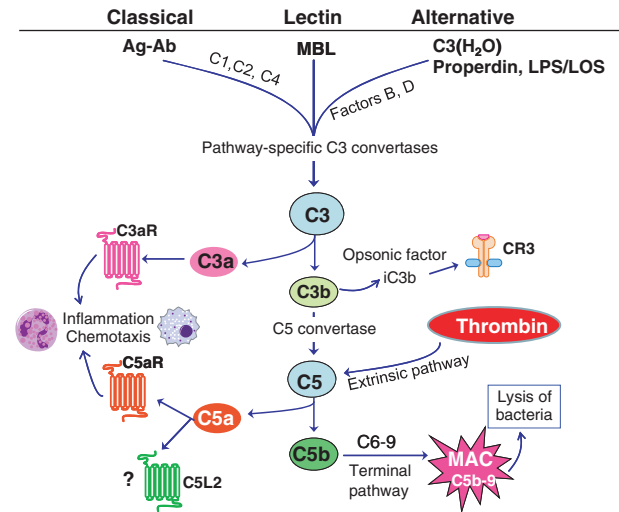 Classical Lectin Alternative
Ag-Ab MBL C3(H₂O)
Properdin, LPS/LOS
C1,C2, C4
Factors B, D
Pathway-specific C3 convertases
C3
C3aR
C3a
Opsonic factor
iC3b
CR3
C3b
Inflammation
Chemotaxis
C5 convertase
Thrombin
C5aR
C5
Extrinsic pathway
Lysis of
bacteria
C5a
C5b
C6-9
Terminal
pathway
MAC
C5b-9
?
C5L2